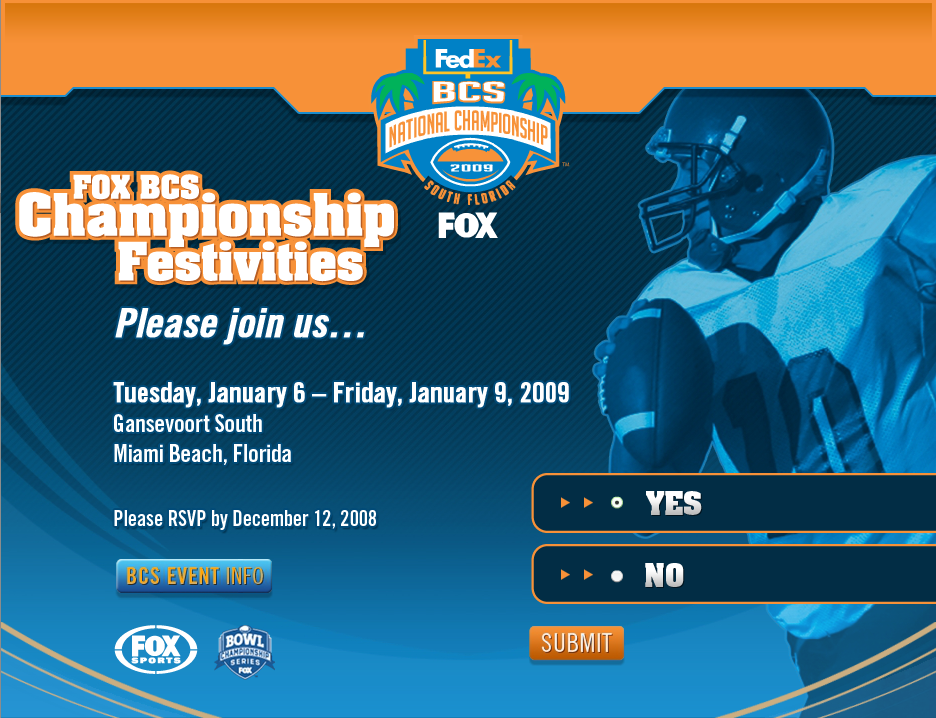 FedEx
BCS
NATIONAL CHAMPIONSHIP
2009
TM
SOUTH FLORIDA
FOX
FOX BCS
Championship
Festivities
Please join us...
Tuesday, January 6 – Friday, January 9, 2009
Gansevoort South
Miami Beach, Florida
Please RSVP by December 12, 2008
YES
NO
BCS EVENT INFO
SUBMIT
FOX
SPORTS
BOWL
CHAMPIONSHIP
SERIES
FOX